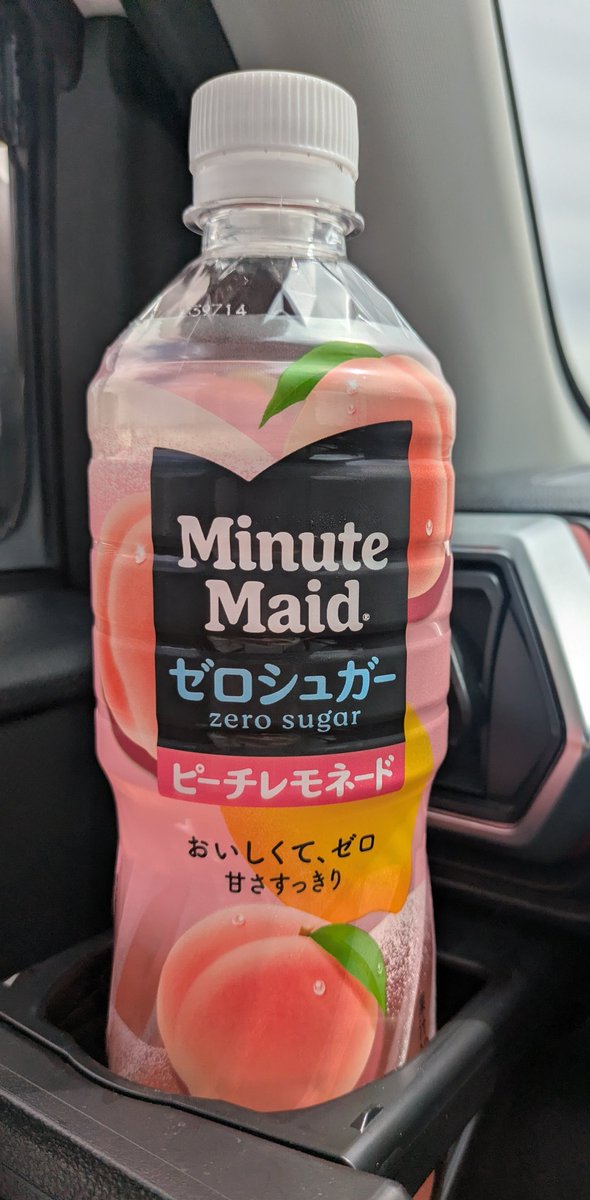 Minute
Maid®
ゼロシュガー
zero sugar
ピーチレモネード
おいしくて、ゼロ
甘さすっきり